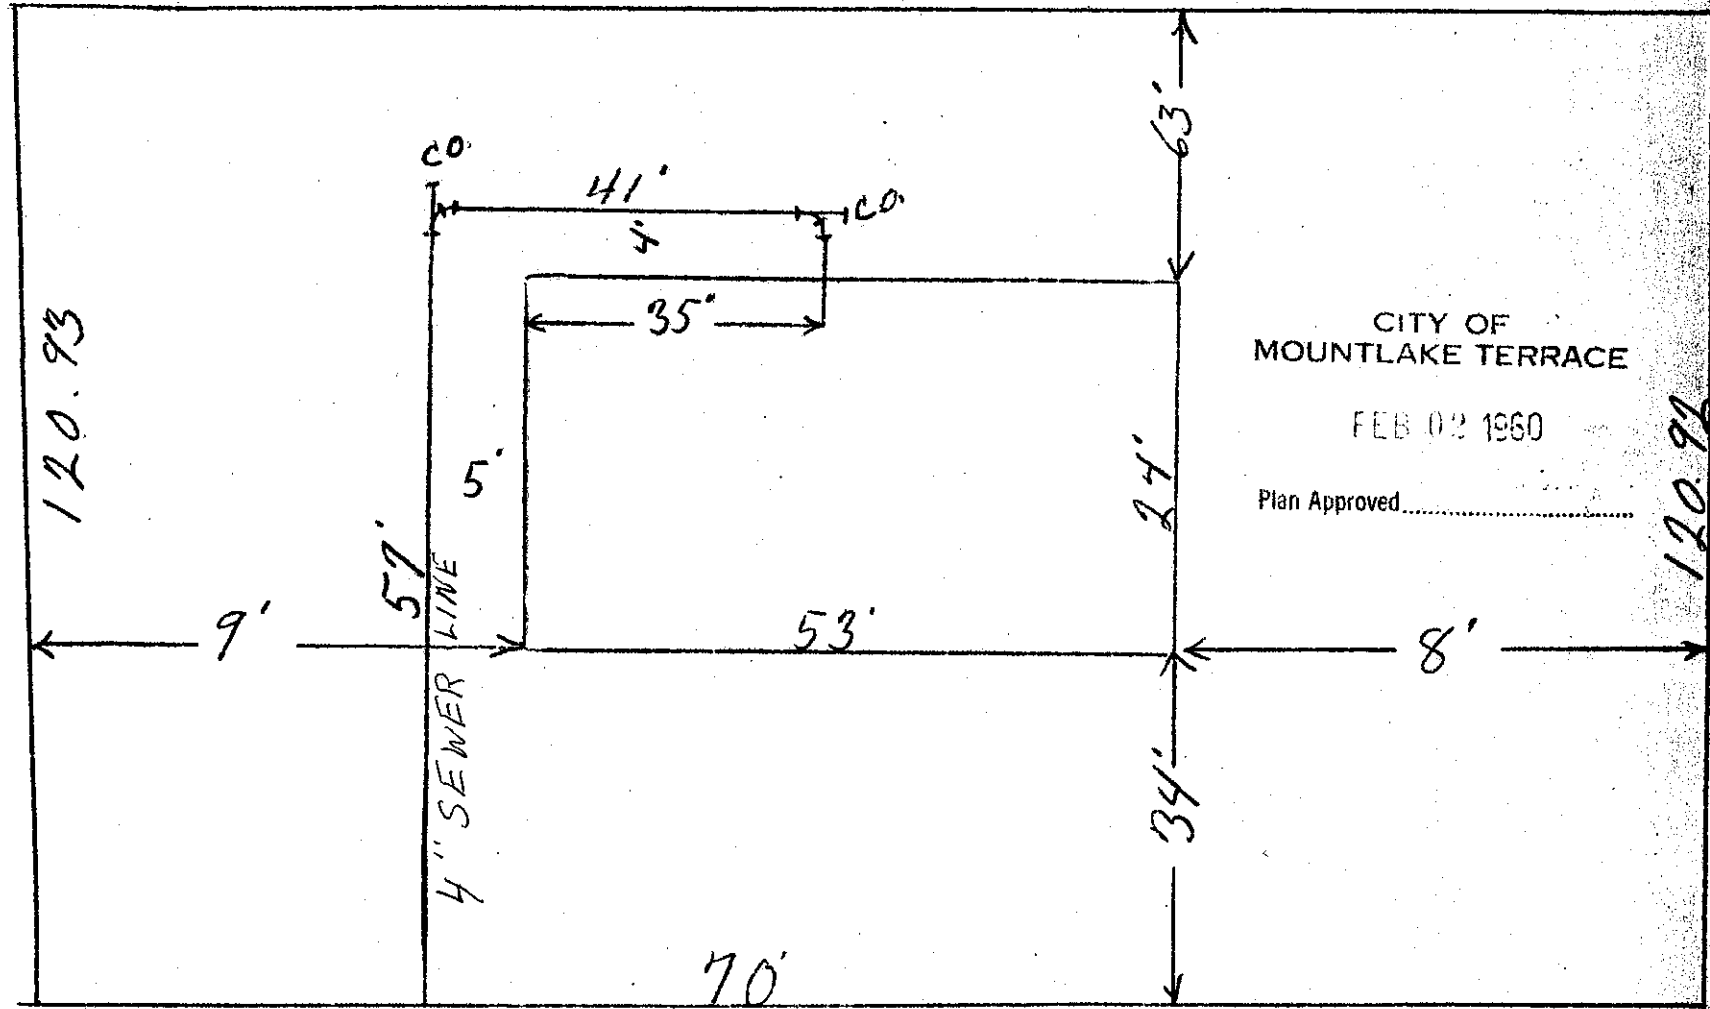 63'
co.
41'
co.
4'
35'
CITY OF
MOUNTLAKE TERRACE
120.93
120.92
FEB 02 1960
5'
24'
Plan Approved
57'
4" SEWER LINE
9'
53'
8'
34'
70'